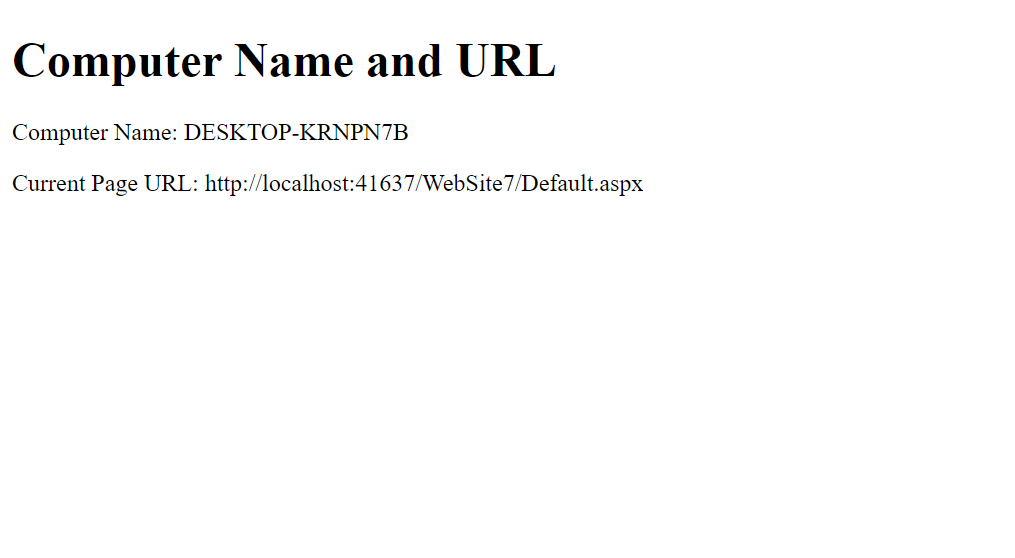 Computer Name and URL
Computer Name: DESKTOP-KRNPN7B
Current Page URL: http://localhost:41637/WebSite7/Default.aspx